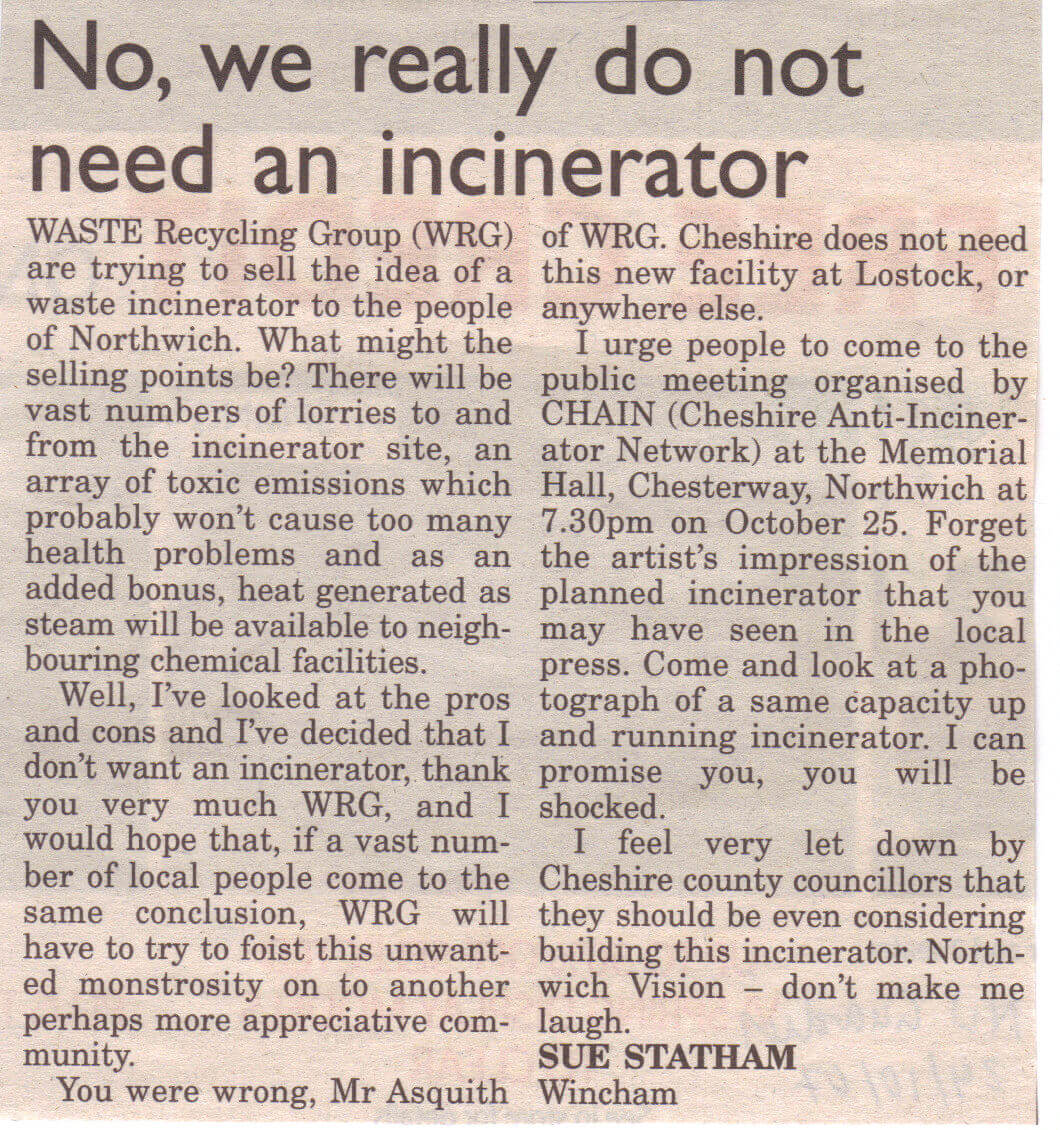 No, we really do not
need an incinerator
WASTE Recycling Group (WRG)
are trying to sell the idea of a
waste incinerator to the people
of Northwich. What might the
selling points be? There will be
vast numbers of lorries to and
from the incinerator site, an
array of toxic emissions which
probably won't cause too many
health problems and as an
added bonus, heat generated as
steam will be available to neigh-
bouring chemical facilities.
Well, I've looked at the pros
and cons and I've decided that I
don't want an incinerator, thank
you very much WRG, and I
would hope that, if a vast num-
ber of local people come to the
same conclusion, WRG will
have to try to foist this unwant-
ed monstrosity on to another
perhaps more appreciative com-
munity.
You were wrong, Mr Asquith
of WRG. Cheshire does not need
this new facility at Lostock, or
anywhere else.
I urge people to come to the
public meeting organised by
CHAIN (Cheshire Anti-Inciner-
ator Network) at the Memorial
Hall, Chesterway, Northwich at
7.30pm on October 25. Forget
the artist's impression of the
planned incinerator that you
may have seen in the local
press. Come and look at a pho-
tograph of a same capacity up
and running incinerator. I can
promise you, you will be
shocked.
I feel very let down by
Cheshire county councillors that
they should be even considering
building this incinerator. North-
wich Vision – don't make me
laugh.
SUE STATHAM
Wincham